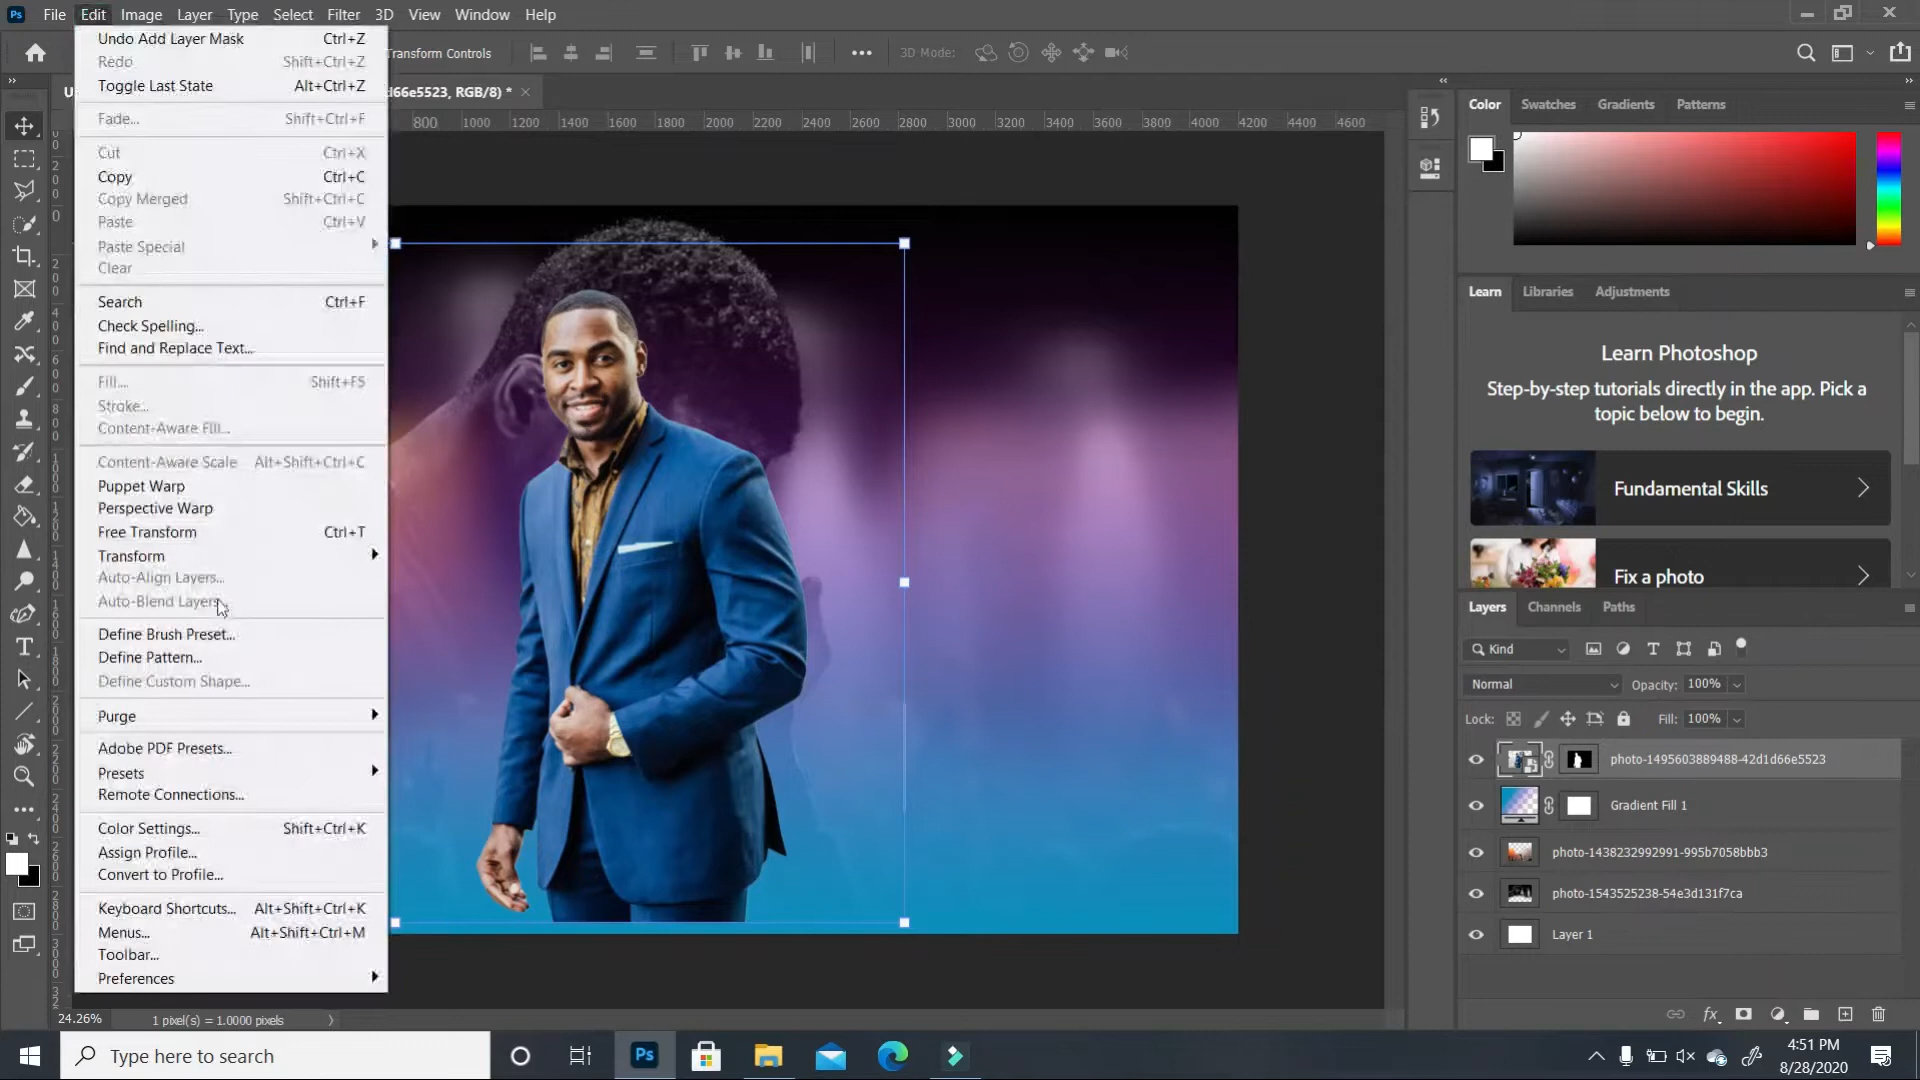 Ps File Edit Image Layer Type Select Filter 3D View Window Help
Transform Controls 3D Mode:
d66e5523, RGB/8) *
800 1000 1200 1400 1600 1800 2000 2200 2400 2600 2800 3000 3200 3400 3600 3800 4000 4200 4400 4600
Undo Add Layer Mask Ctrl+Z
Redo Shift+Ctrl+Z
Toggle Last State Alt+Ctrl+Z
Fade... Shift+Ctrl+F
Cut Ctrl+X
Copy Ctrl+C
Copy Merged Shift+Ctrl+C
Paste Ctrl+V
Paste Special
Clear
Search Ctrl+F
Check Spelling...
Find and Replace Text...
Fill... Shift+F5
Stroke...
Content-Aware Fill...
Content-Aware Scale Alt+Shift+Ctrl+C
Puppet Warp
Perspective Warp
Free Transform Ctrl+T
Transform
Auto-Align Layers...
Auto-Blend Layers...
Define Brush Preset...
Define Pattern...
Define Custom Shape...
Purge
Adobe PDF Presets...
Presets
Remote Connections...
Color Settings... Shift+Ctrl+K
Assign Profile...
Convert to Profile...
Keyboard Shortcuts... Alt+Shift+Ctrl+K
Menus... Alt+Shift+Ctrl+M
Toolbar...
Preferences
24.26% 1 pixel(s) = 1.0000 pixels
Color Swatches Gradients Patterns
Learn Libraries Adjustments
Learn Photoshop
Step-by-step tutorials directly in the app. Pick a
topic below to begin.
Fundamental Skills
Fix a photo
Layers Channels Paths
Kind
Normal Opacity: 100%
Lock: Fill: 100%
photo-1495603889488-42d1d66e5523
Gradient Fill 1
photo-1438232992991-995b7058bbb3
photo-1543525238-54e3d131f7ca
Layer 1
fx
Type here to search
Ps
4:51 PM
8/28/2020